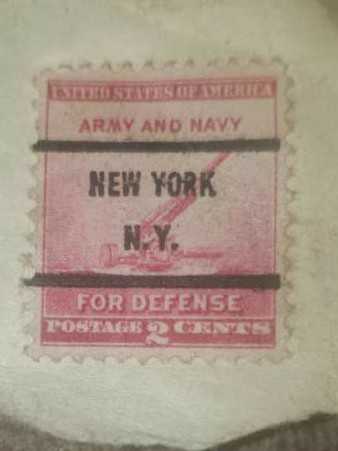 UNITED STATES OF AMERICA
ARMY AND NAVY
NEW YORK
N.Y.
FOR DEFENSE
POSTAGE 2 CENTS